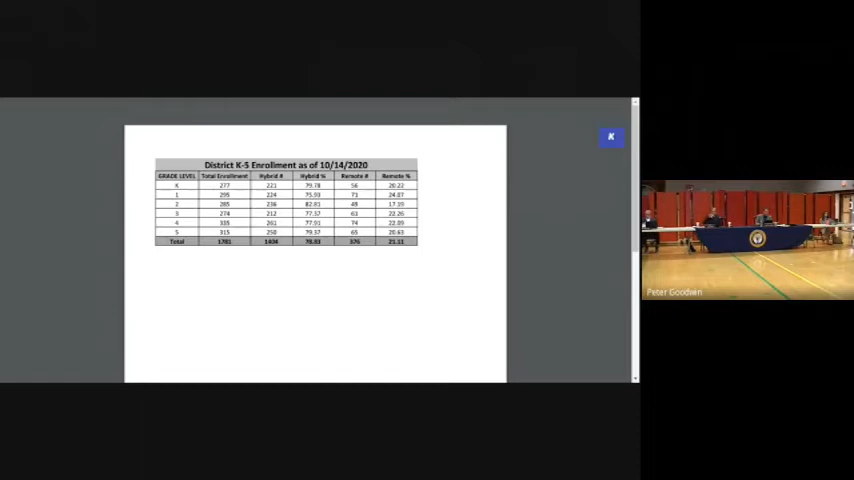 District K-5 Enrollment as of 10/14/2020
GRADE LEVEL Total Enrollment Hybrid # Hybrid % Remote # Remote %
K 277 221 79.78 56 20.22
1 295 224 75.93 71 24.07
2 285 236 82.81 49 17.19
3 274 212 77.37 62 22.26
4 335 261 77.91 74 22.09
5 315 250 79.37 65 20.63
Total 1781 1404 78.83 376 21.11
K
Peter Goodwin